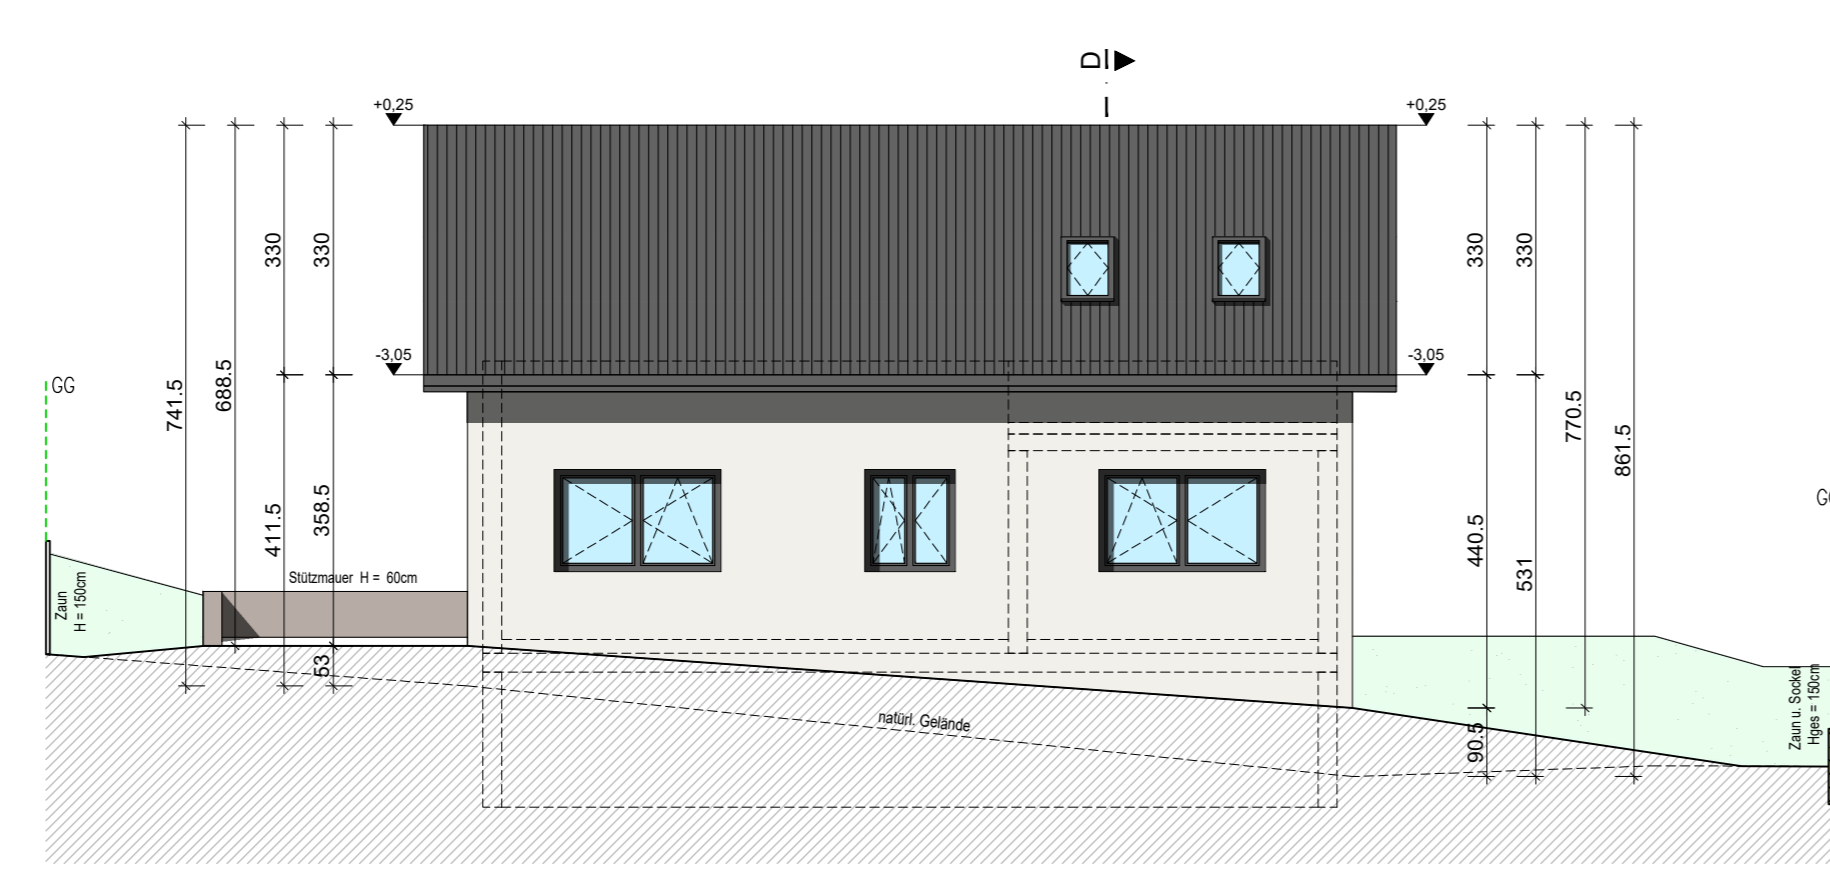 D
+0,25
+0,25
330
330
330
330
-3,05
-3,05
GG
741.5
688.5
411.5
358.5
53
770.5
861.5
440.5
531
90.5
Stützmauer H = 60cm
Zaun
H = 150cm
natürl. Gelände
Zaun u. Sockel
Hges = 150cm